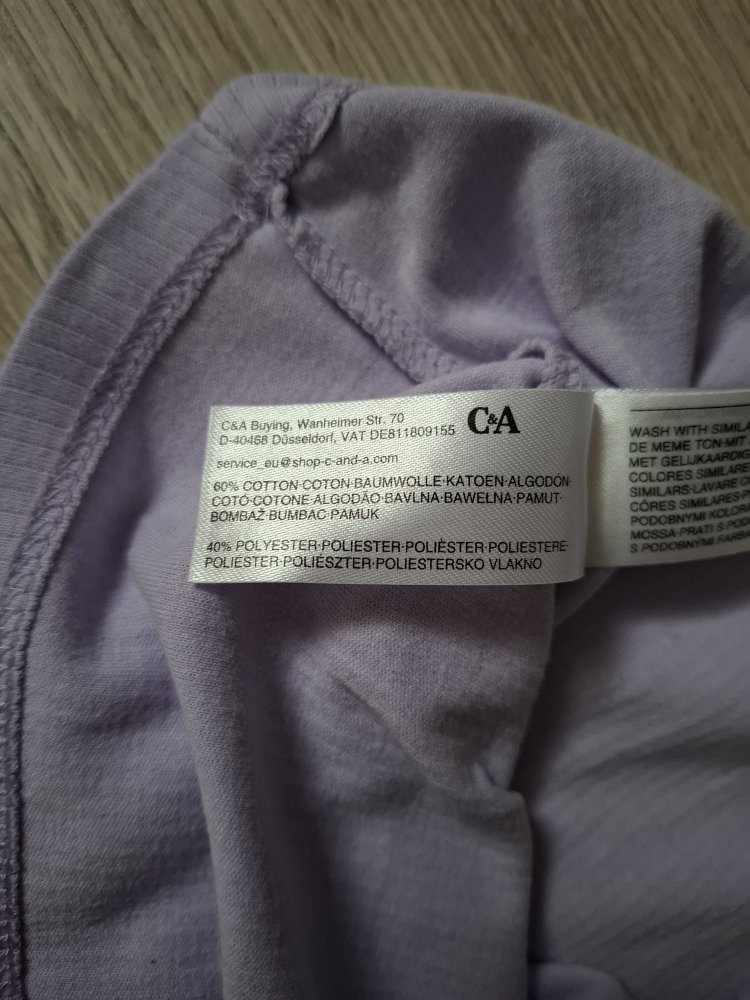 C&A Buying, Wanheimer Str. 70
D-40468 Düsseldorf, VAT DE811809155
C&A
service_eu@shop-c-and-a.com
60% COTTON·COTON·BAUMWOLLE·KATOEN·ALGODÓN·
COTÓ·COTONE·ALGODÃO·BAVLNA·BAWEŁNA·PAMUT·
BOMBAŽ·BUMBAC·PAMUK
40% POLYESTER·POLIESTER·POLIÈSTER·POLIESTERE·
POLIÉSTER·POLIÉSZTER·POLIESTERSKO VLAKNO
WASH WITH SIMILA
DE MEME TON·MIT
MET GELIJKAARDIG
COLORES SIMILARE
SIMILARS·LAVARE C
CÔRES SIMILARES·
PODOBNYMI KOLORA
MOSSA·PRATI S POD
S PODOBNYMI FARBA